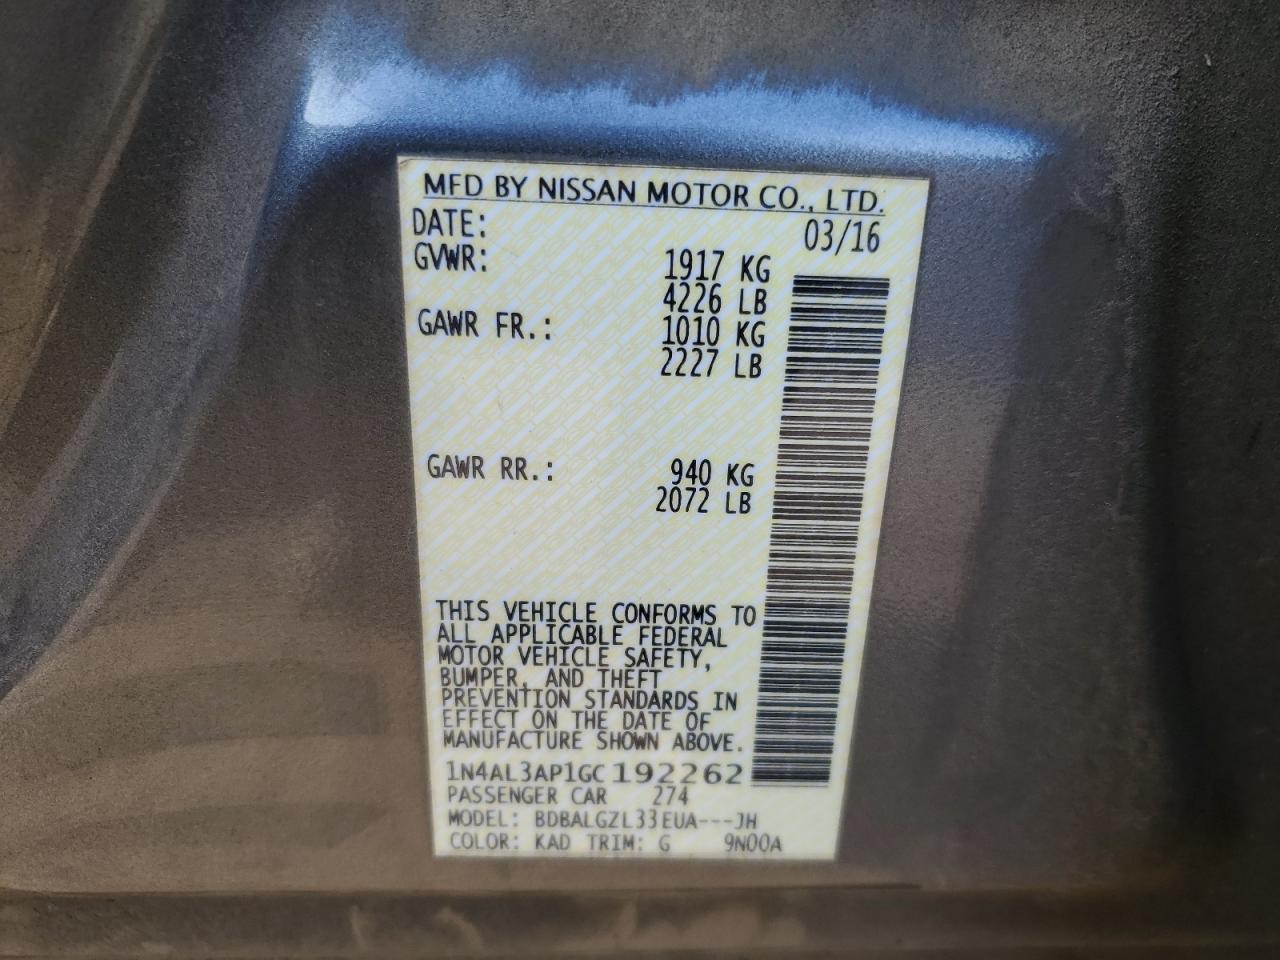 MFD BY NISSAN MOTOR CO., LTD.
DATE: 03/16
GVWR: 1917 KG
4226 LB
GAWR FR.: 1010 KG
2227 LB
GAWR RR.: 940 KG
2072 LB
THIS VEHICLE CONFORMS TO
ALL APPLICABLE FEDERAL
MOTOR VEHICLE SAFETY,
BUMPER, AND THEFT
PREVENTION STANDARDS IN
EFFECT ON THE DATE OF
MANUFACTURE SHOWN ABOVE.
1N4AL3AP1GC192262
PASSENGER CAR 274
MODEL: BDBALGZL33EUA---JH
COLOR: KAD TRIM: G 9N00A